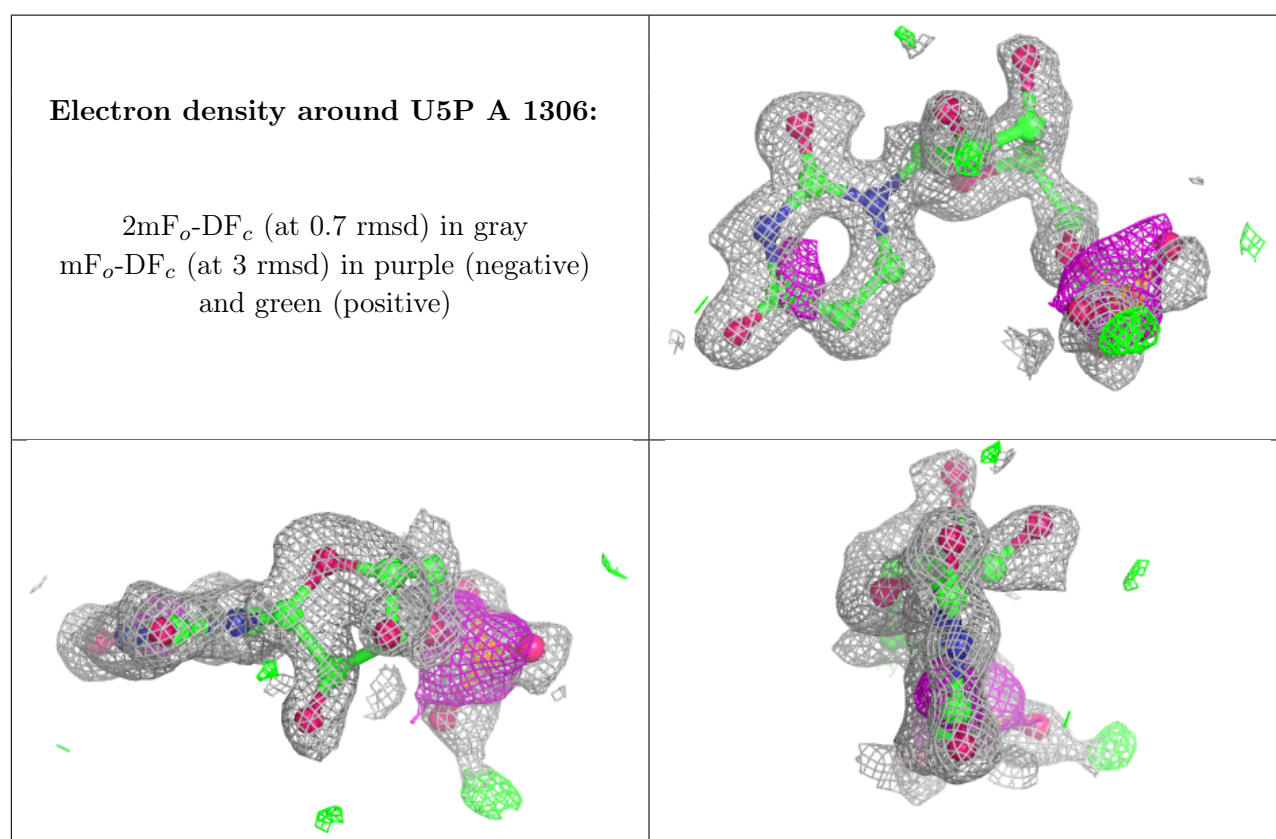 Electron density around U5P A 1306:
2mFₒ-DF𝒸 (at 0.7 rmsd) in gray
mFₒ-DF𝒸 (at 3 rmsd) in purple (negative)
and green (positive)